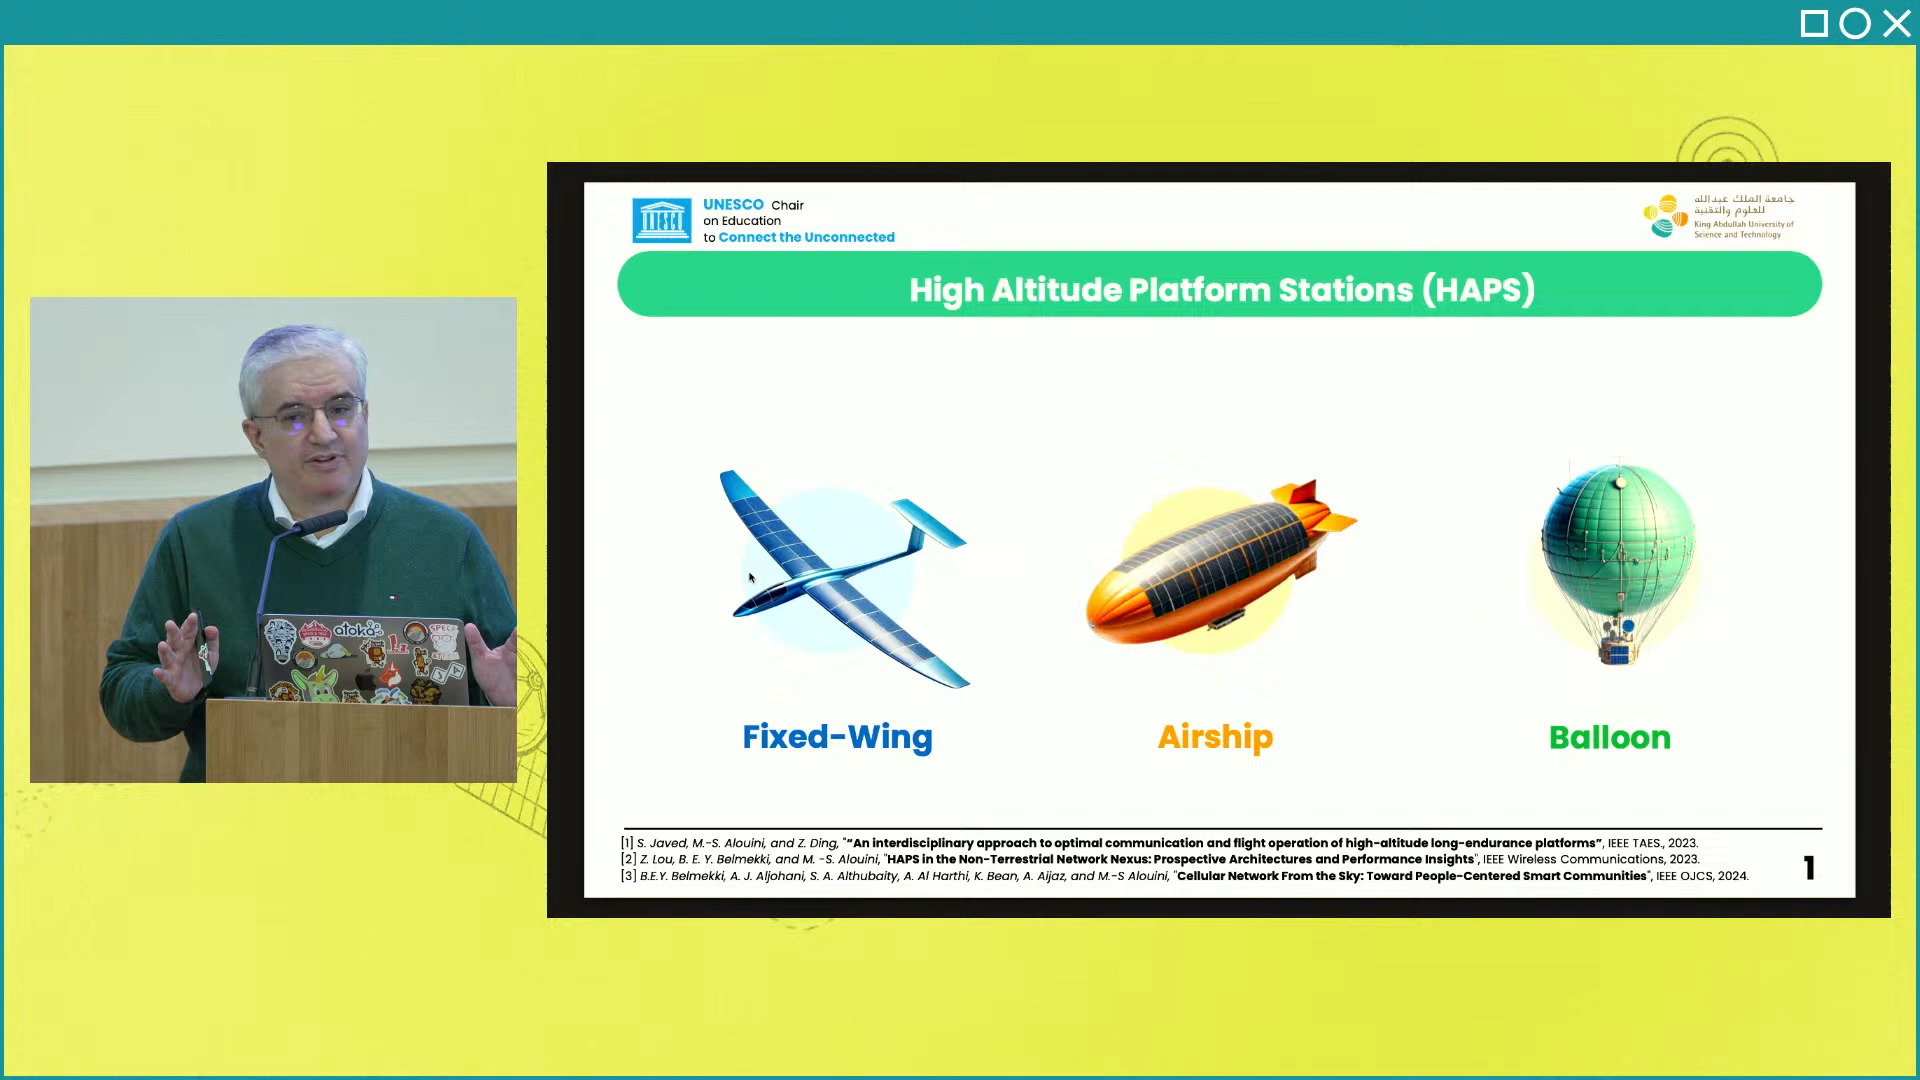 UNESCO Chair
on Education
to Connect the Unconnected
unesco
جامعة الملك عبدالله
للعلوم والتقنية
King Abdullah University of
Science and Technology
High Altitude Platform Stations (HAPS)
atoka
Fixed-Wing
Airship
Balloon
[1] S. Javed, M.-S. Alouini, and Z. Ding, "“An interdisciplinary approach to optimal communication and flight operation of high-altitude long-endurance platforms”, IEEE TAES., 2023.
[2] Z. Lou, B. E. Y. Belmekki, and M. -S. Alouini, "HAPS in the Non-Terrestrial Network Nexus: Prospective Architectures and Performance Insights", IEEE Wireless Communications, 2023.
[3] B.E.Y. Belmekki, A. J. Aljohani, S. A. Althubaity, A. Al Harthi, K. Bean, A. Aijaz, and M.-S Alouini, "Cellular Network From the Sky: Toward People-Centered Smart Communities", IEEE OJCS, 2024.
1